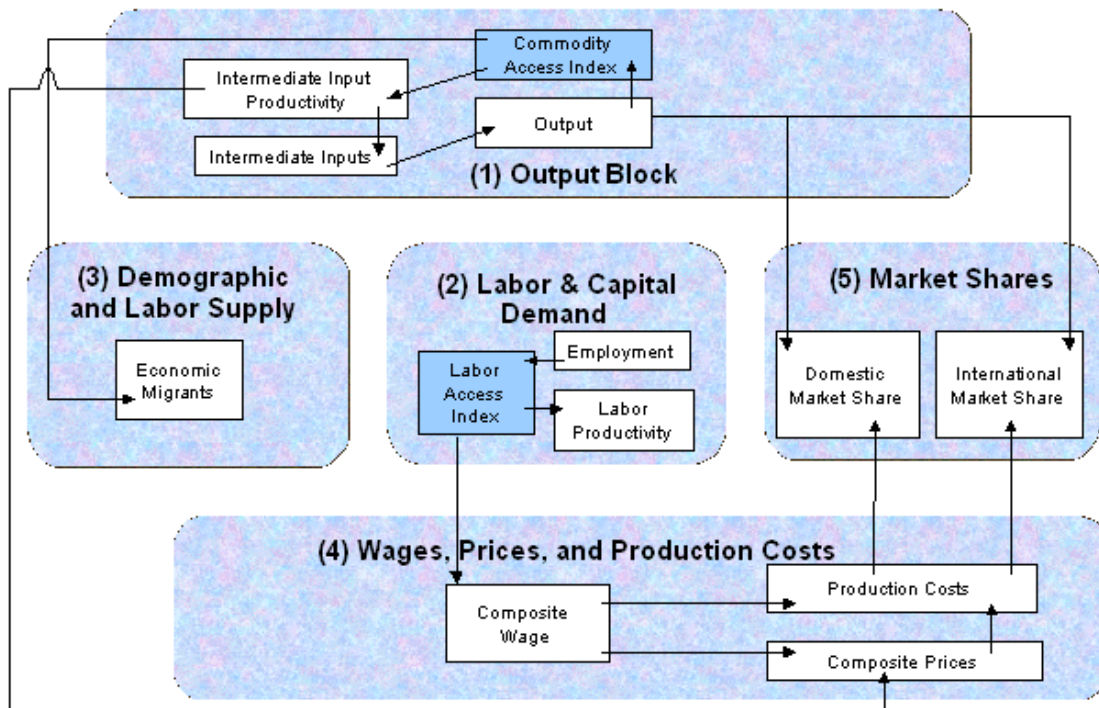 Commodity
Access Index
Intermediate Input
Productivity
Output
Intermediate Inputs
(1) Output Block
(3) Demographic
and Labor Supply
Economic
Migrants
(2) Labor & Capital
Demand
Employment
Labor
Access
Index
Labor
Productivity
(5) Market Shares
Domestic
Market Share
International
Market Share
(4) Wages, Prices, and Production Costs
Production Costs
Composite
Wage
Composite Prices